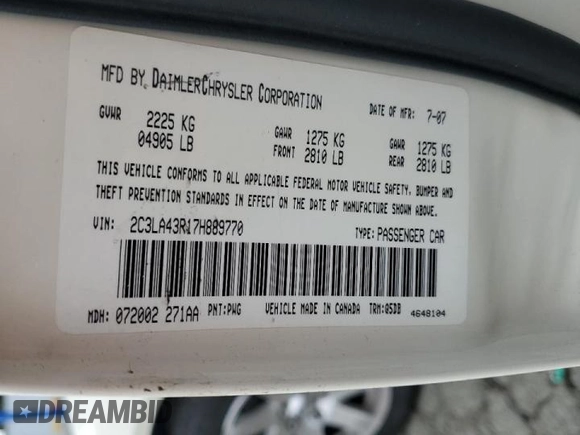 MFD BY DAIMLERCHRYSLER CORPORATION DATE OF MFR: 7-07
GVWR 2225 KG GAWR 1275 KG GAWR 1275 KG
04905 LB FRONT 2810 LB REAR 2810 LB
THIS VEHICLE CONFORMS TO ALL APPLICABLE FEDERAL MOTOR VEHICLE SAFETY, BUMPER AND
THEFT PREVENTION STANDARDS IN EFFECT ON THE DATE OF MANUFACTURE SHOWN ABOVE.
VIN: 2C3LA43R17H889770 TYPE: PASSENGER CAR
MDH: 072002 271AA PNT:PWG VEHICLE MADE IN CANADA TRM:G5DB 4648104
DREAMBID